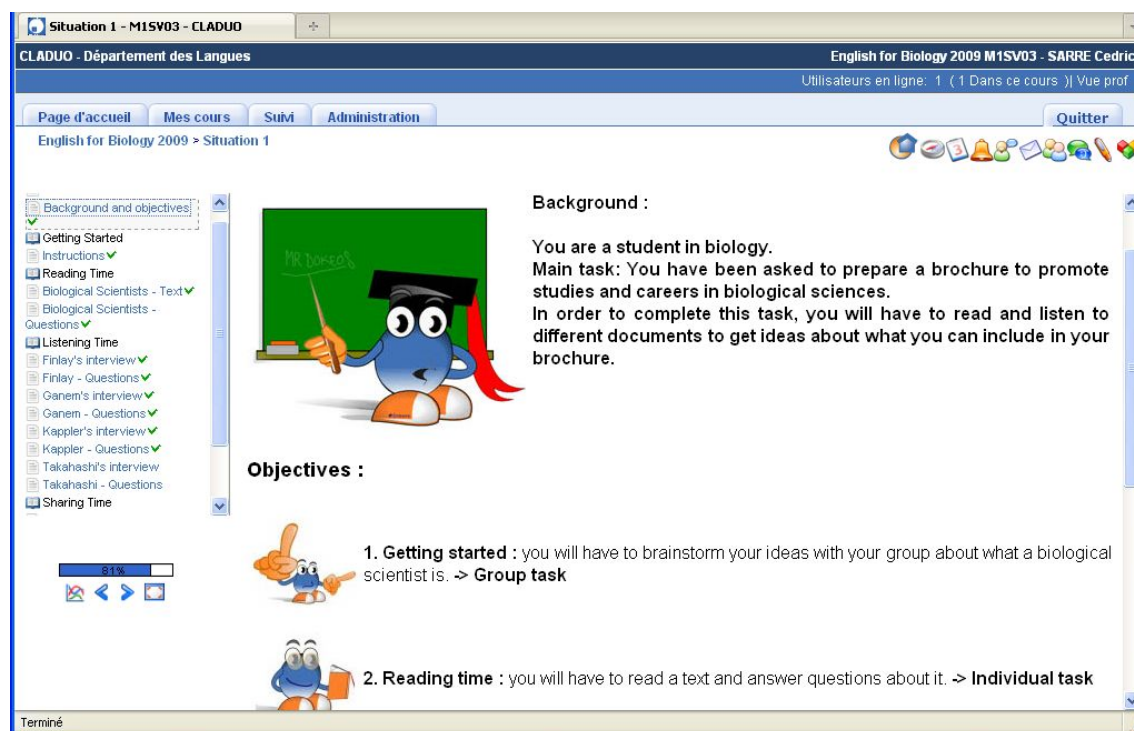 Situation 1 - M1SV03 - CLADUO
CLADUO - Département des Langues
English for Biology 2009 M1SV03 - SARRE Cedric
Utilisateurs en ligne: 1 ( 1 Dans ce cours )| Vue prof
Page d'accueil
Mes cours
Suivi
Administration
Quitter
English for Biology 2009 > Situation 1
3
Background and objectives
Getting Started
Instructions
Reading Time
Biological Scientists - Text
Biological Scientists -
Questions
Listening Time
Finlay's interview
Finlay - Questions
Ganem's interview
Ganem - Questions
Kappler's interview
Kappler - Questions
Takahashi's interview
Takahashi - Questions
Sharing Time
81%
MR DOKEOS
Background :
You are a student in biology.
Main task: You have been asked to prepare a brochure to promote
studies and careers in biological sciences.
In order to complete this task, you will have to read and listen to
different documents to get ideas about what you can include in your
brochure.
Objectives :
1. Getting started : you will have to brainstorm your ideas with your group about what a biological
scientist is. -> Group task
2. Reading time : you will have to read a text and answer questions about it. -> Individual task
Terminé